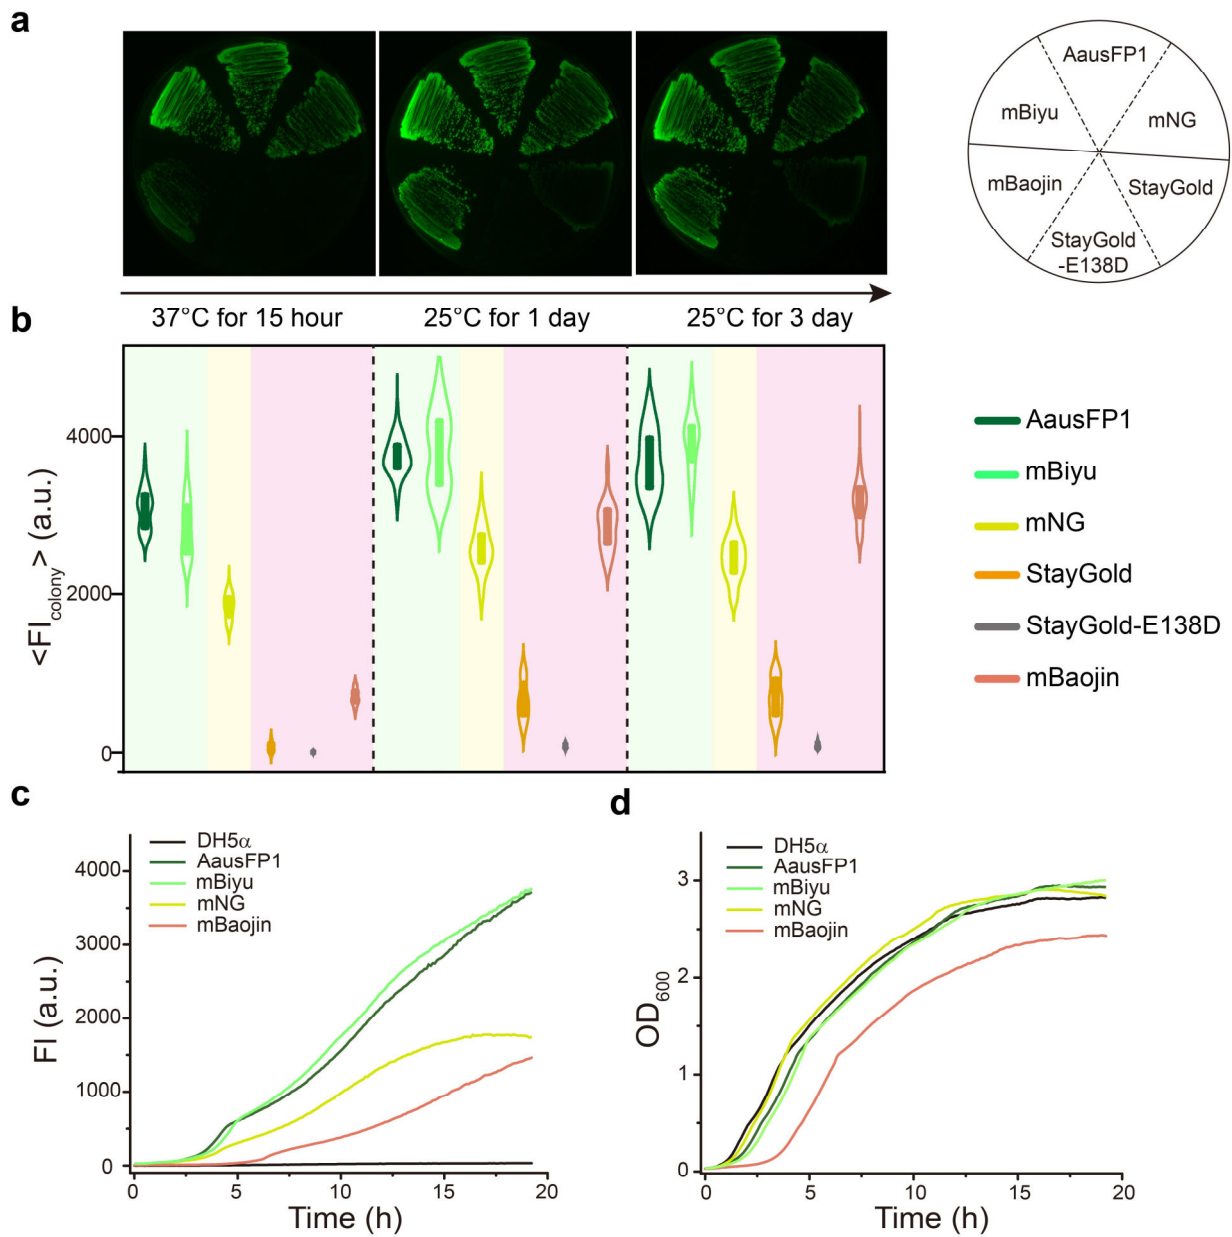 a
AausFP1
mBiyu
mNG
mBaojin
StayGold
StayGold
-E138D
37°C for 15 hour
25°C for 1 day
25°C for 3 day
b
<FIcolony> (a.u.)
4000
2000
0
AausFP1
mBiyu
mNG
StayGold
StayGold-E138D
mBaojin
c
FI (a.u.)
4000
3000
2000
1000
0
DH5α
AausFP1
mBiyu
mNG
mBaojin
0
5
10
15
20
Time (h)
d
OD600
3
2
1
0
DH5α
AausFP1
mBiyu
mNG
mBaojin
0
5
10
15
20
Time (h)